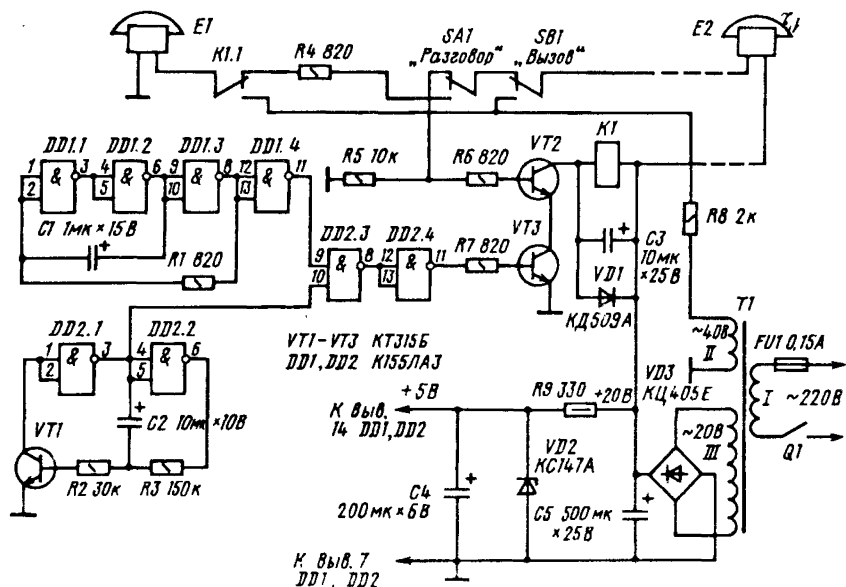 E1
E2
SA1
„Разговор“
SB1
„Вызов“
K1.1
R4 820
DD1.1
DD1.2
DD1.3
DD1.4
1
2
&
3
4
5
&
6
9
10
&
8
12
13
&
11
C1 1мк×15В
+
R1 820
R5 10к
R6 820
VT2
K1
VT3
R7 820
+
C3
10мк
×25В
VD1
КД509А
R8 2к
DD2.3
DD2.4
9
10
&
8
12
13
&
11
DD2.1
DD2.2
1
2
&
3
4
5
&
6
VT1–VT3 КТ315Б
DD1, DD2 К155ЛА3
+
C2 10мк×10В
VT1
R2 30к
R3 150к
T1
~40В
II
FU1 0,15А
I
~220В
Q1
VD3
КЦ405Е
~20В
III
+5В
R9 330
+20В
К выв.
14 DD1, DD2
VD2
КС147А
+
C4
200мк×6В
+
C5 500мк
×25В
К выв. 7
DD1, DD2